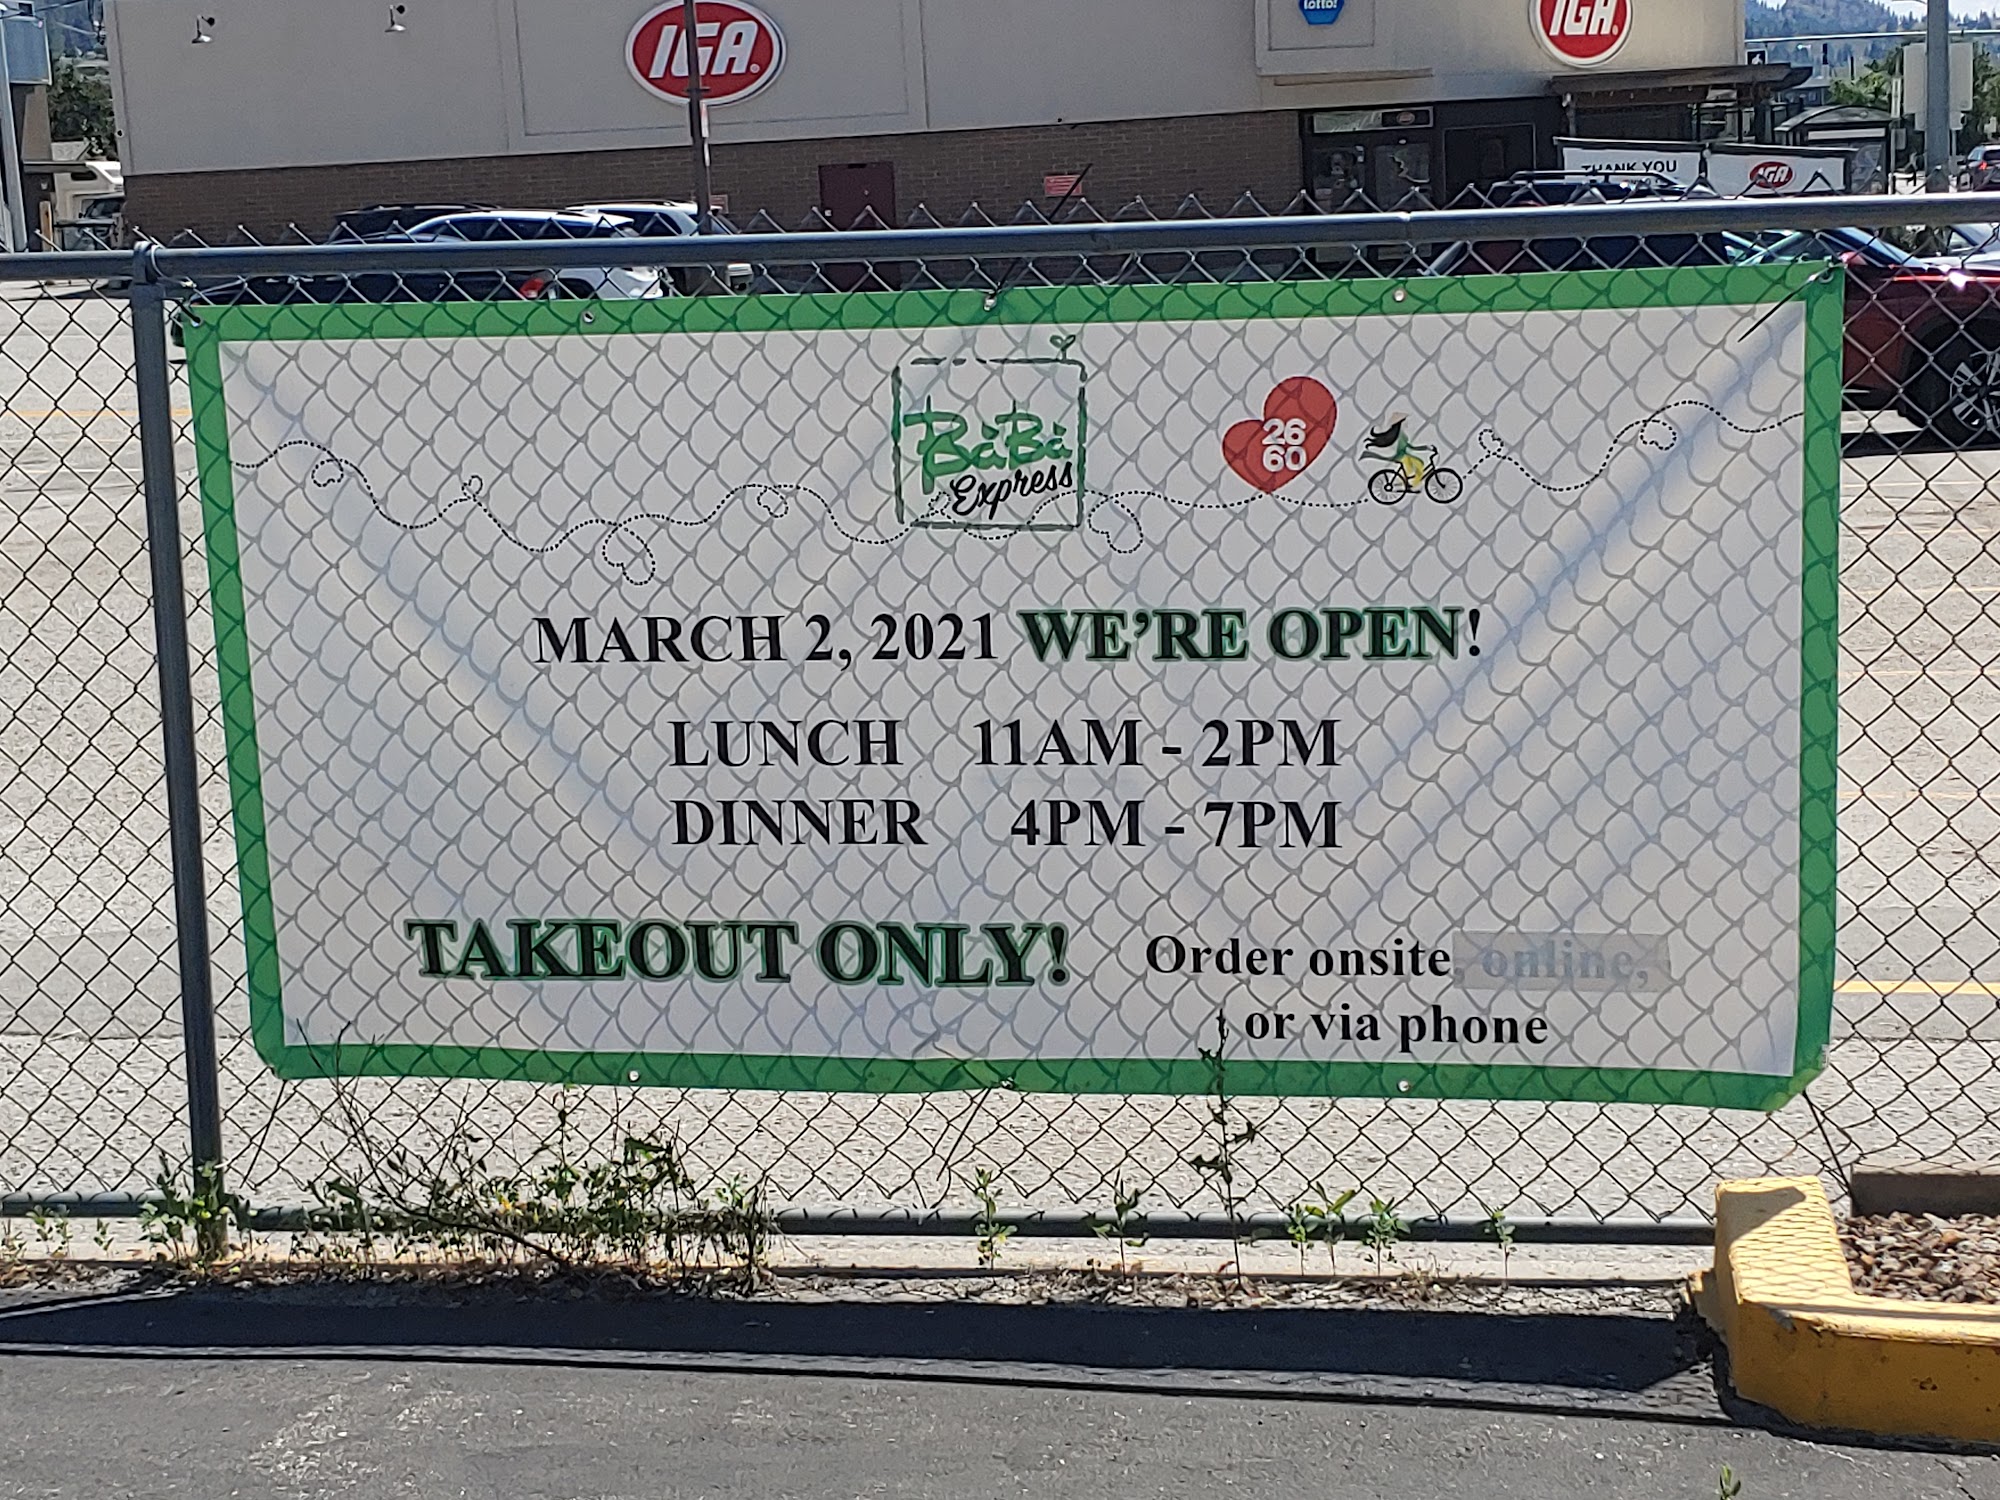 IGA
lotto!
IGA
THANK YOU
IGA
BàBà
Express
26
60
MARCH 2, 2021 WE'RE OPEN!
LUNCH 11AM - 2PM
DINNER 4PM - 7PM
TAKEOUT ONLY!
Order onsite, online,
or via phone